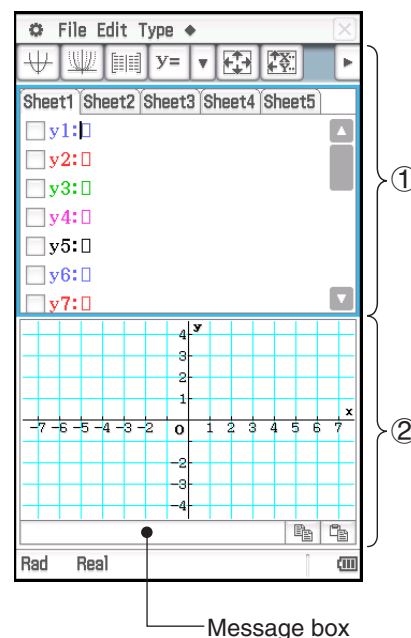 File Edit Type ◆
y=
Sheet1 Sheet2 Sheet3 Sheet4 Sheet5
y1:
y2:
y3:
y4:
y5:
y6:
y7:
①
y
4
3
2
1
x
-7 -6 -5 -4 -3 -2 0 1 2 3 4 5 6 7
-2
-3
-4
②
Rad Real
Message box